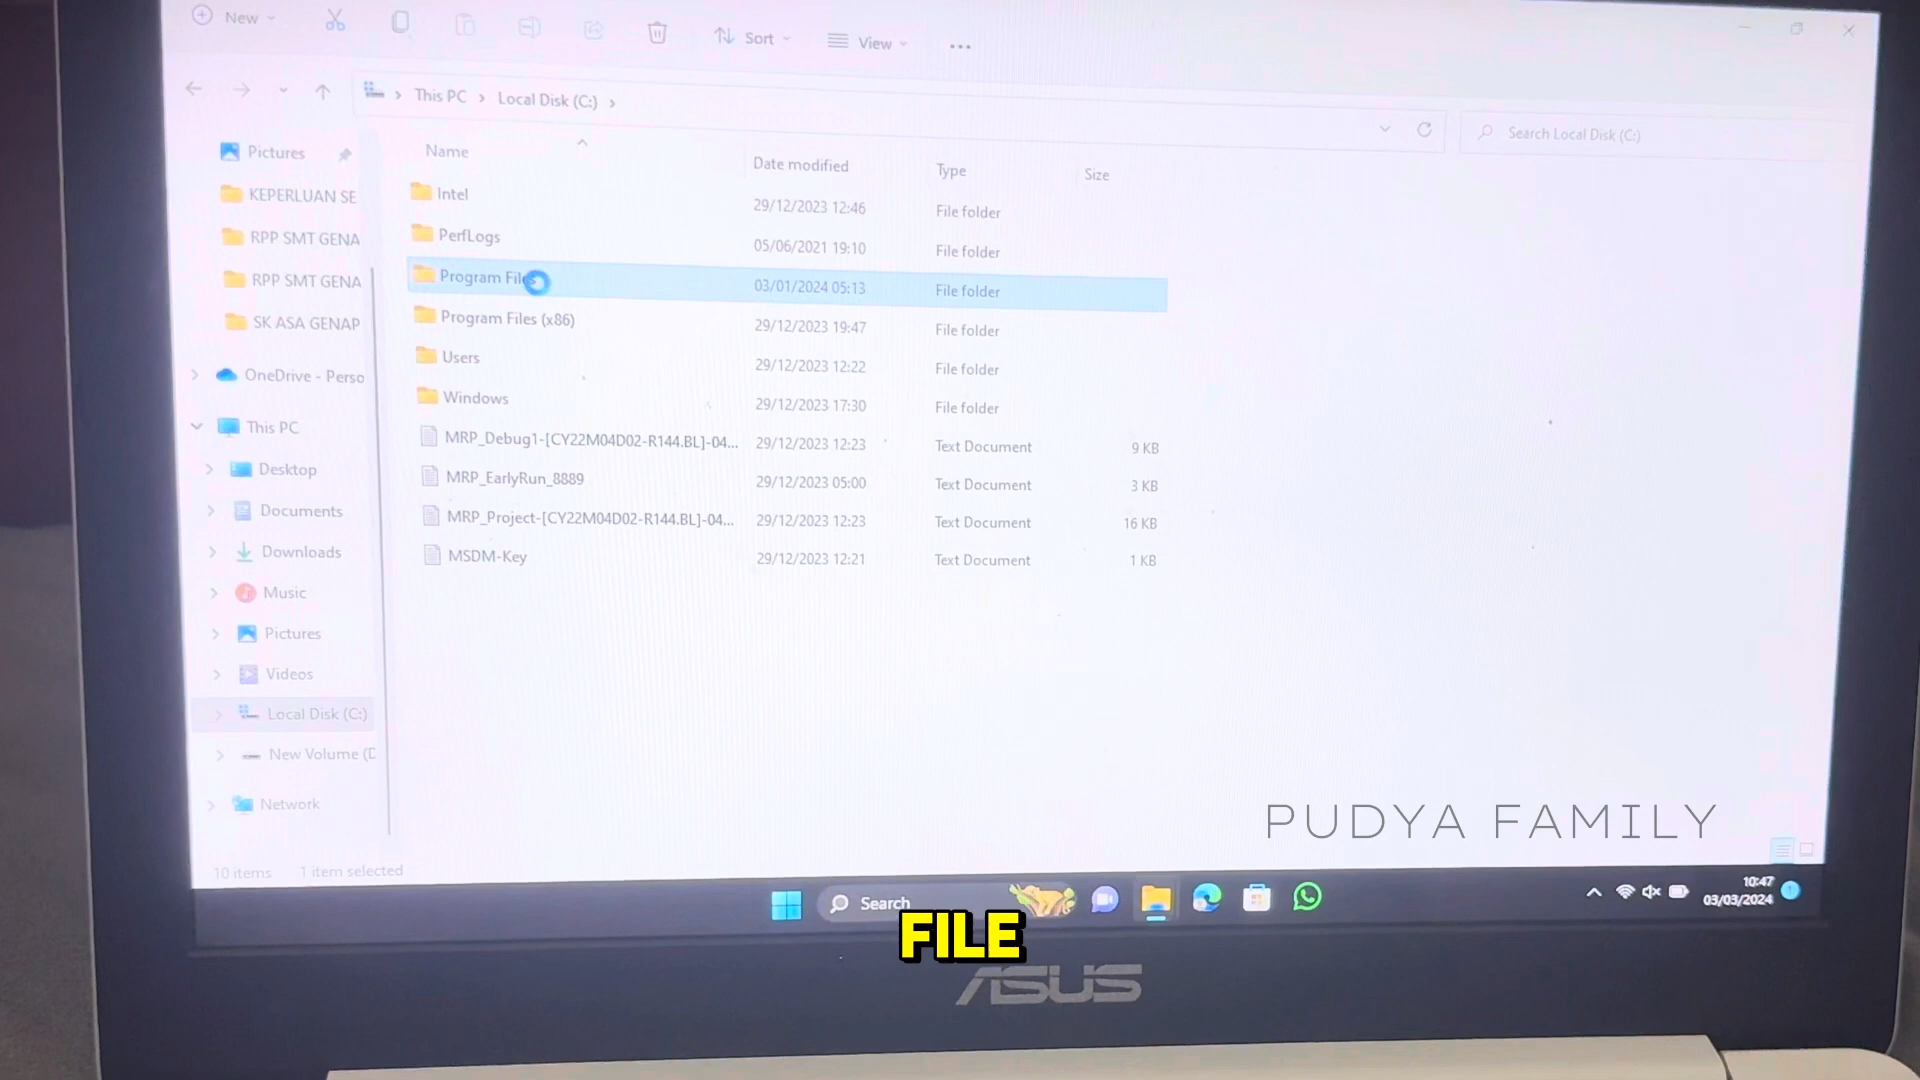 New
Sort
View
This PC > Local Disk (C:) >
Search Local Disk (C:)
Pictures
KEPERLUAN SE
RPP SMT GENA
RPP SMT GENA
SK ASA GENAP
OneDrive - Perso
This PC
Desktop
Documents
Downloads
Music
Pictures
Videos
Local Disk (C:)
New Volume (D
Network
Name Date modified Type Size
Intel 29/12/2023 12:46 File folder
PerfLogs 05/06/2021 19:10 File folder
Program Files 03/01/2024 05:13 File folder
Program Files (x86) 29/12/2023 19:47 File folder
Users 29/12/2023 12:22 File folder
Windows 29/12/2023 17:30 File folder
MRP_Debug1-[CY22M04D02-R144.BL]-04... 29/12/2023 12:23 Text Document 9 KB
MRP_EarlyRun_8889 29/12/2023 05:00 Text Document 3 KB
MRP_Project-[CY22M04D02-R144.BL]-04... 29/12/2023 12:23 Text Document 16 KB
MSDM-Key 29/12/2023 12:21 Text Document 1 KB
PUDYA FAMILY
10 items 1 item selected
Search
10:47
03/03/2024
FILE
ASUS